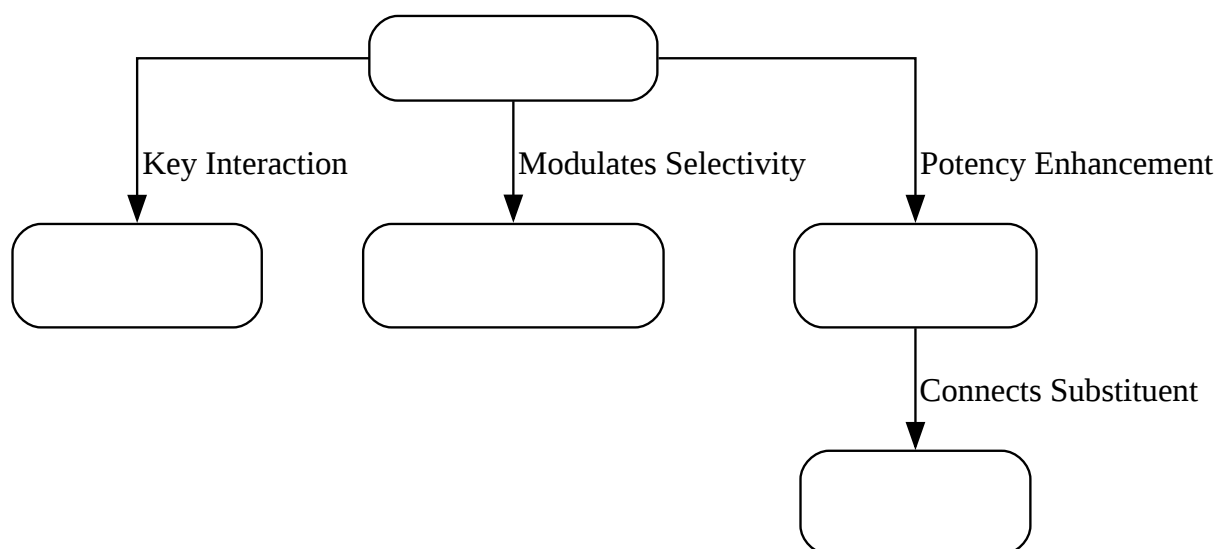 Key Interaction
Modulates Selectivity
Potency Enhancement
Connects Substituent